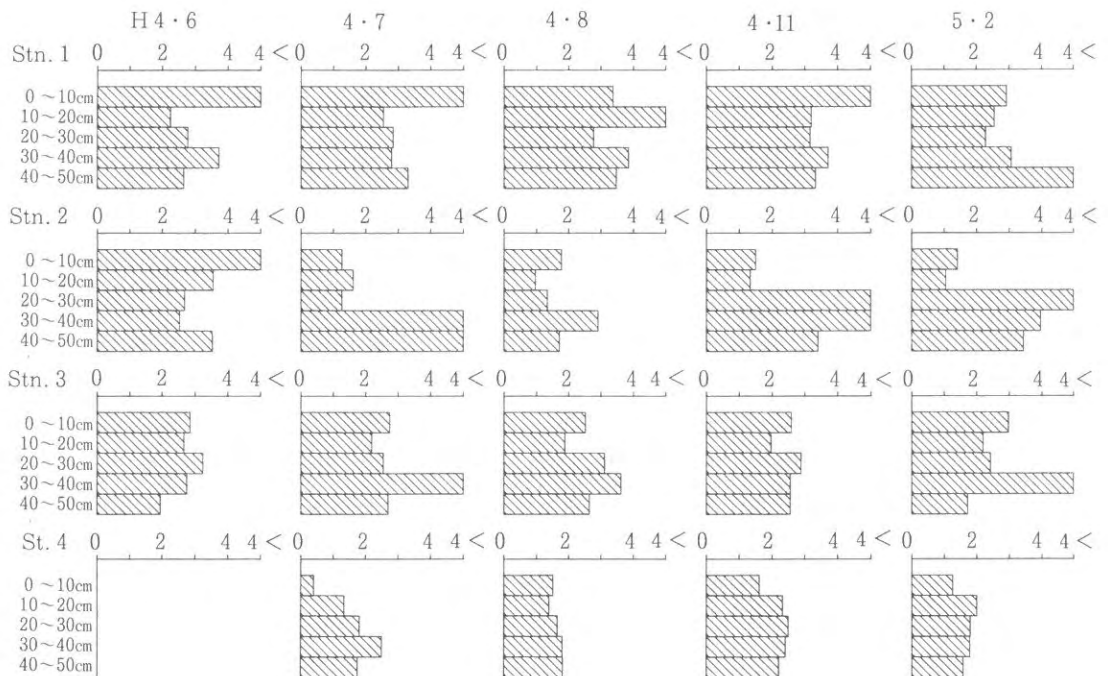 H4・6 4・7 4・8 4・11 5・2
Stn. 1 0 2 4 4< 0 2 4 4< 0 2 4 4< 0 2 4 4< 0 2 4 4<
0～10cm
10～20cm
20～30cm
30～40cm
40～50cm
Stn. 2 0 2 4 4< 0 2 4 4< 0 2 4 4< 0 2 4 4< 0 2 4 4<
0～10cm
10～20cm
20～30cm
30～40cm
40～50cm
Stn. 3 0 2 4 4< 0 2 4 4< 0 2 4 4< 0 2 4 4< 0 2 4 4<
0～10cm
10～20cm
20～30cm
30～40cm
40～50cm
St. 4 0 2 4 4< 0 2 4 4< 0 2 4 4< 0 2 4 4< 0 2 4 4<
0～10cm
10～20cm
20～30cm
30～40cm
40～50cm